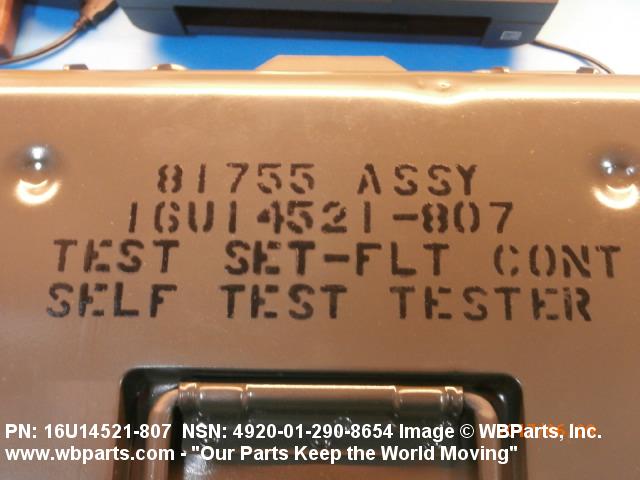 81755 ASSY
16U14521-807
TEST SET-FLT CONT
SELF TEST TESTER
PN: 16U14521-807 NSN: 4920-01-290-8654 Image © WBParts, Inc.
www.wbparts.com - "Our Parts Keep the World Moving"